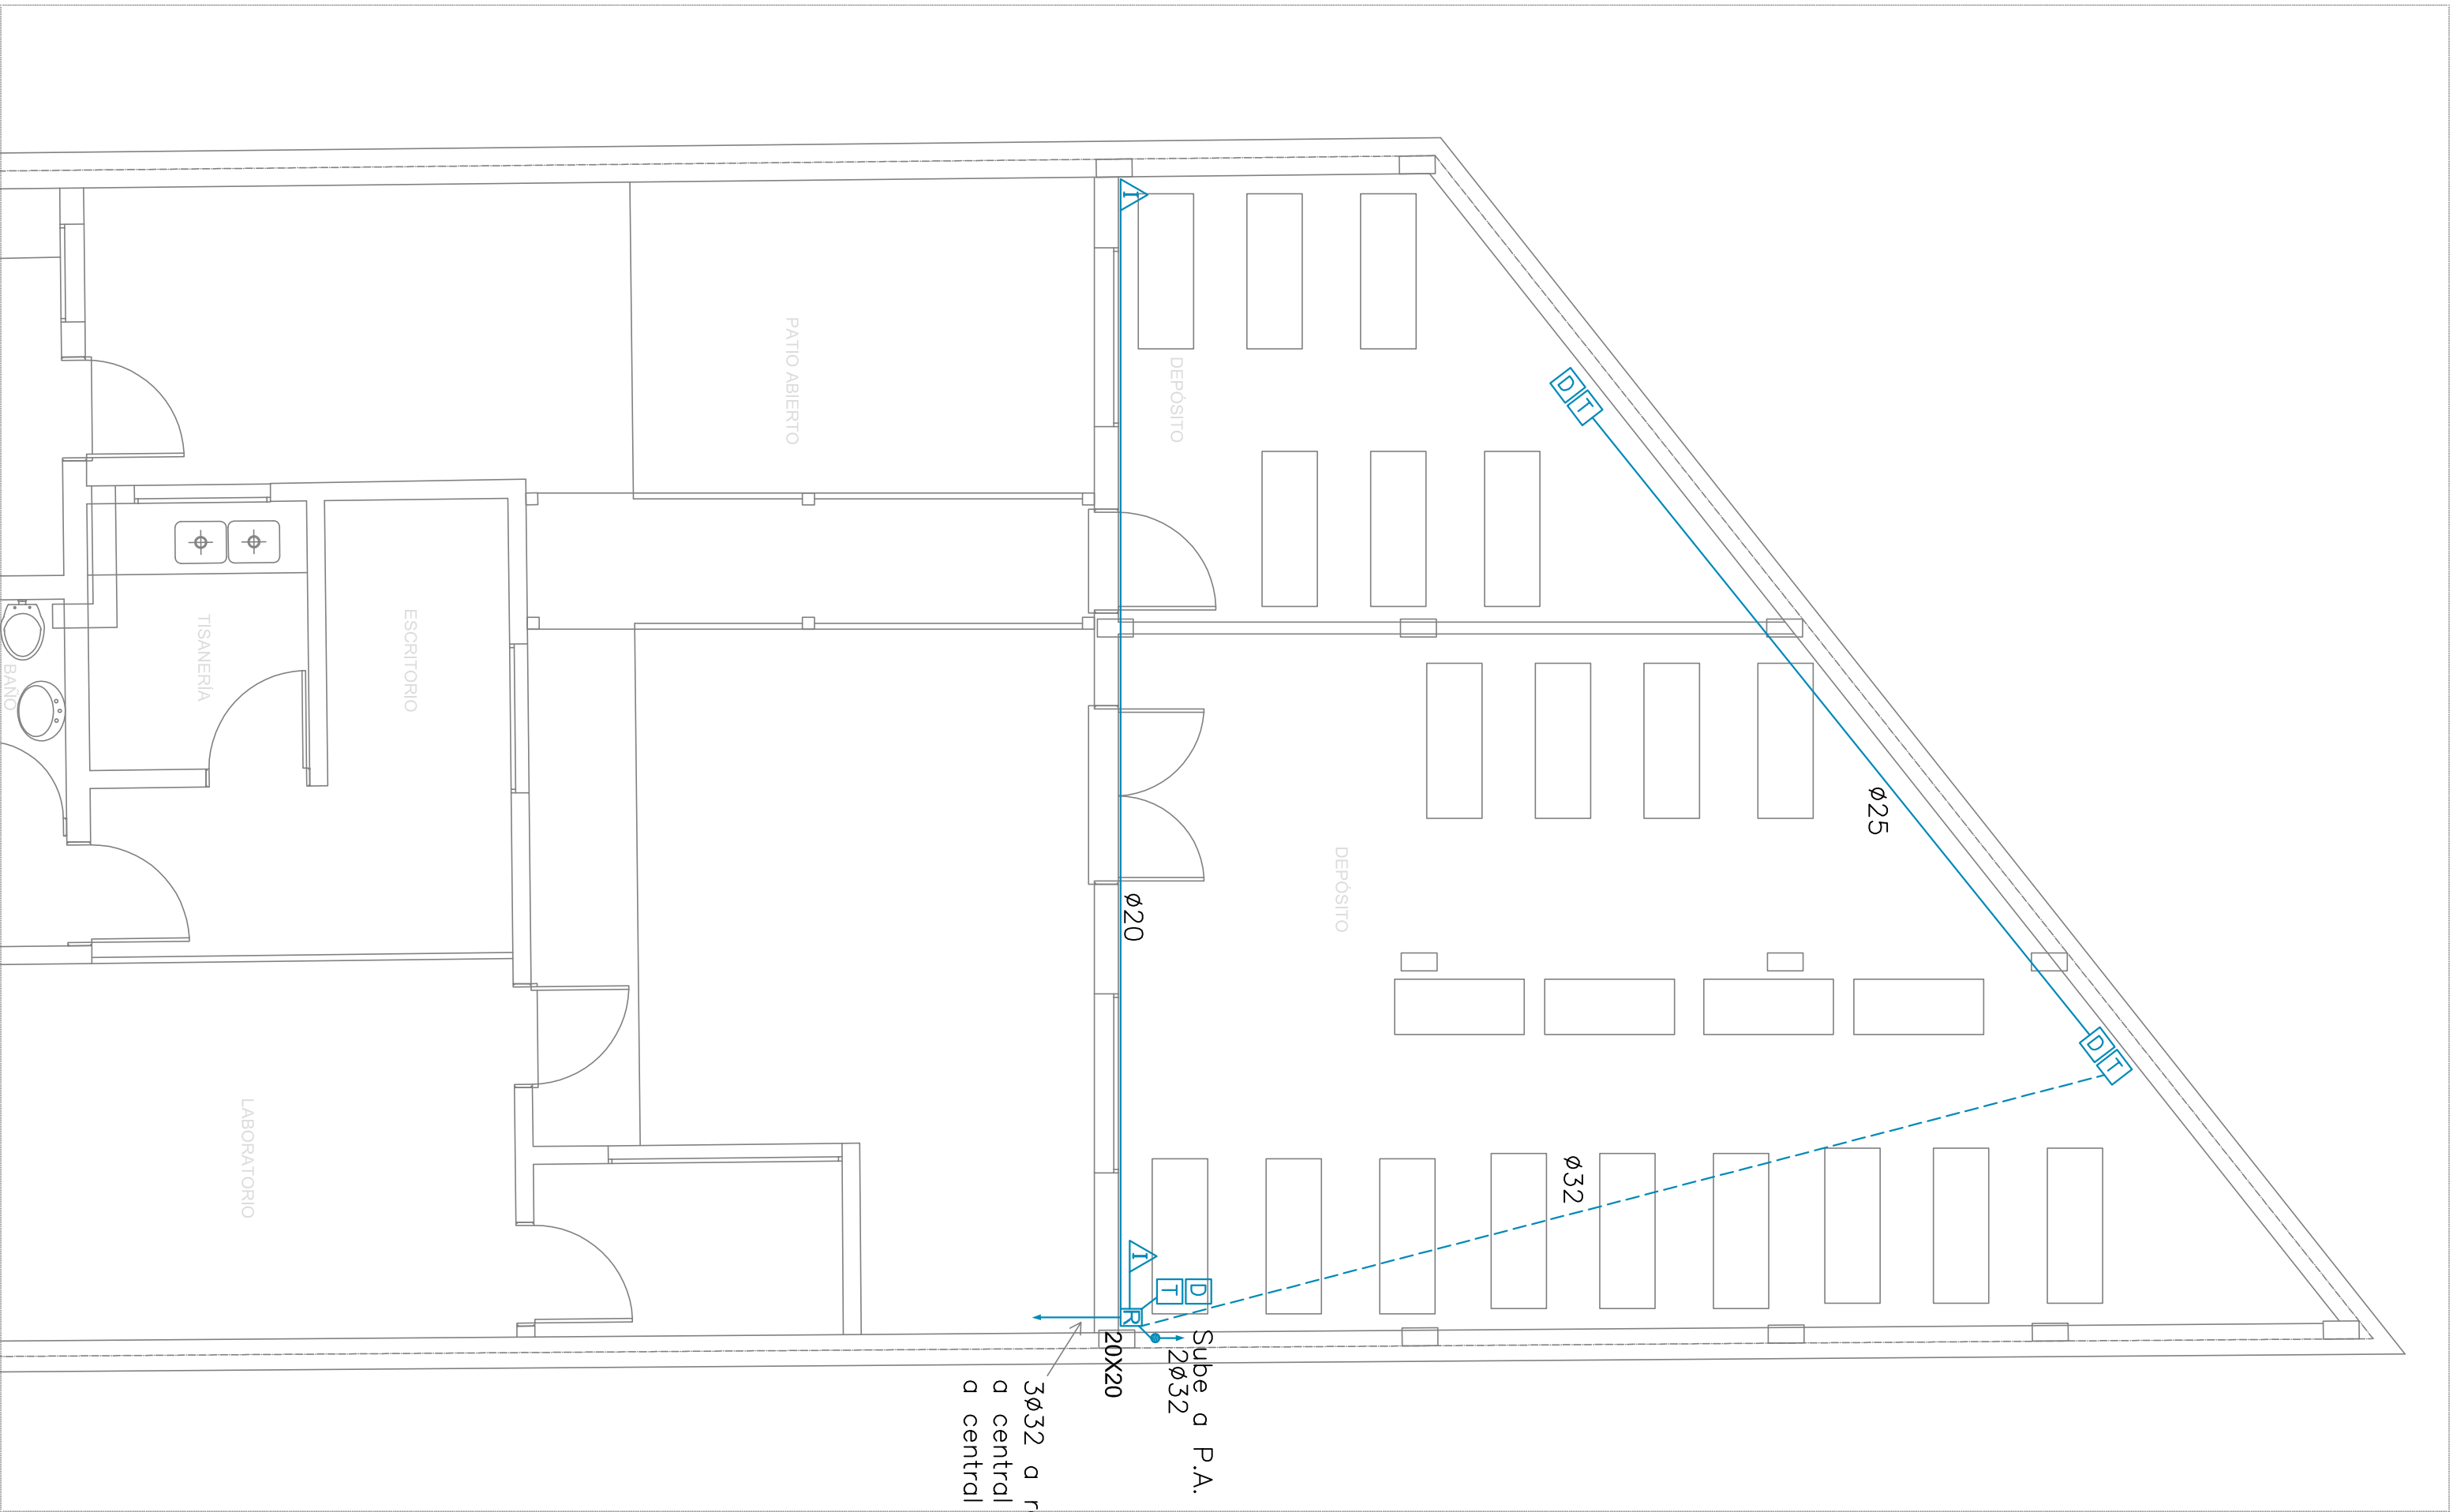 PATIO ABIERTO
DEPÓSITO
I
D T
TISANERÍA
ESCRITORIO
BAÑO
ø25
DEPÓSITO
ø20
D T
LABORATORIO
ø32
I
D
T
R
20X20
Sube a P.A.
2ø32
3ø32 a
a central
a central